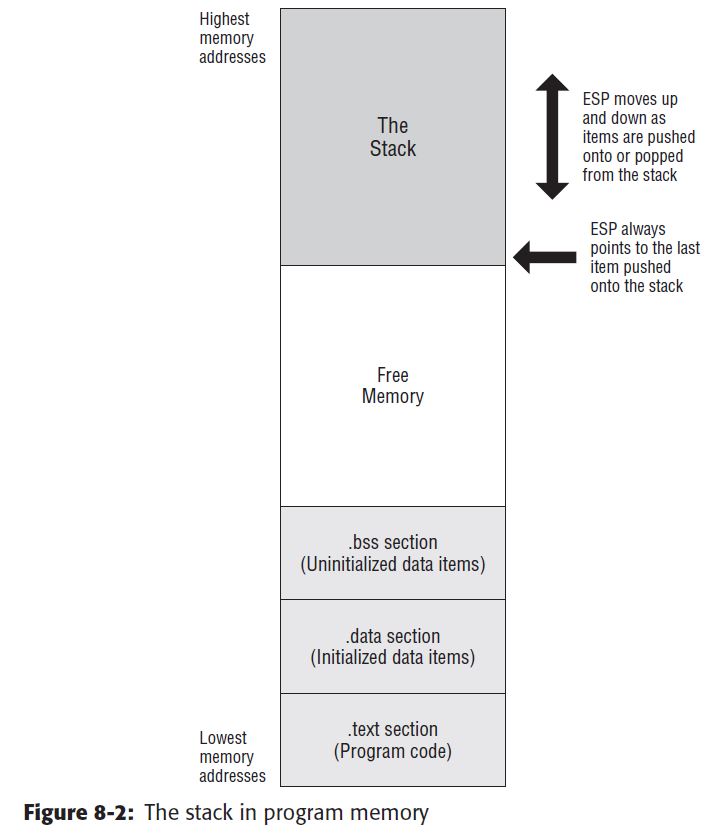 Highest
memory
addresses
The
Stack
ESP moves up
and down as
items are pushed
onto or popped
from the stack
ESP always
points to the last
item pushed
onto the stack
Free
Memory
.bss section
(Uninitialized data items)
.data section
(Initialized data items)
.text section
(Program code)
Lowest
memory
addresses
Figure 8-2: The stack in program memory